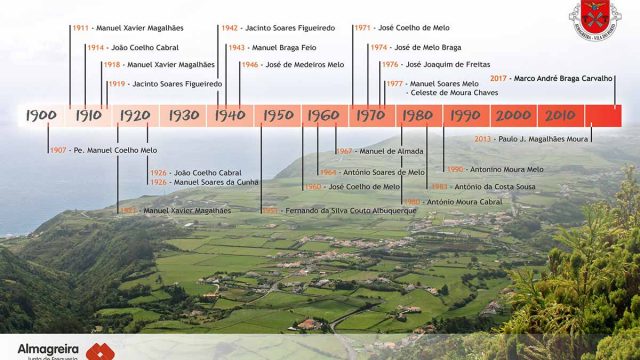 1911 - Manuel Xavier Magalhães
1914 - João Coelho Cabral
1918 - Manuel Xavier Magalhães
1919 - Jacinto Soares Figueiredo
1942 - Jacinto Soares Figueiredo
1943 - Manuel Braga Feio
1946 - José de Medeiros Melo
1971 - José Coelho de Melo
1974 - José de Melo Braga
1976 - José Joaquim de Freitas
1977 - Manuel Soares Melo
- Celeste de Moura Chaves
2017 - Marco André Braga Carvalho
1900 1910 1920 1930 1940 1950 1960 1970 1980 1990 2000 2010
1907 - Pe. Manuel Coelho Melo
1926 - João Coelho Cabral
1926 - Manuel Soares da Cunha
Manuel Xavier Magalhães
1951 - Fernando da Silva Couto Albuquerque
1960 - José Coelho de Melo
1964 - António Soares de Melo
1967 - Manuel de Almada
1980 - António Moura Cabral
1983 - António da Costa Sousa
1990 - Antonino Moura Melo
2013 - Paulo J. Magalhães Moura
Almagreira
Junta de Freguesia